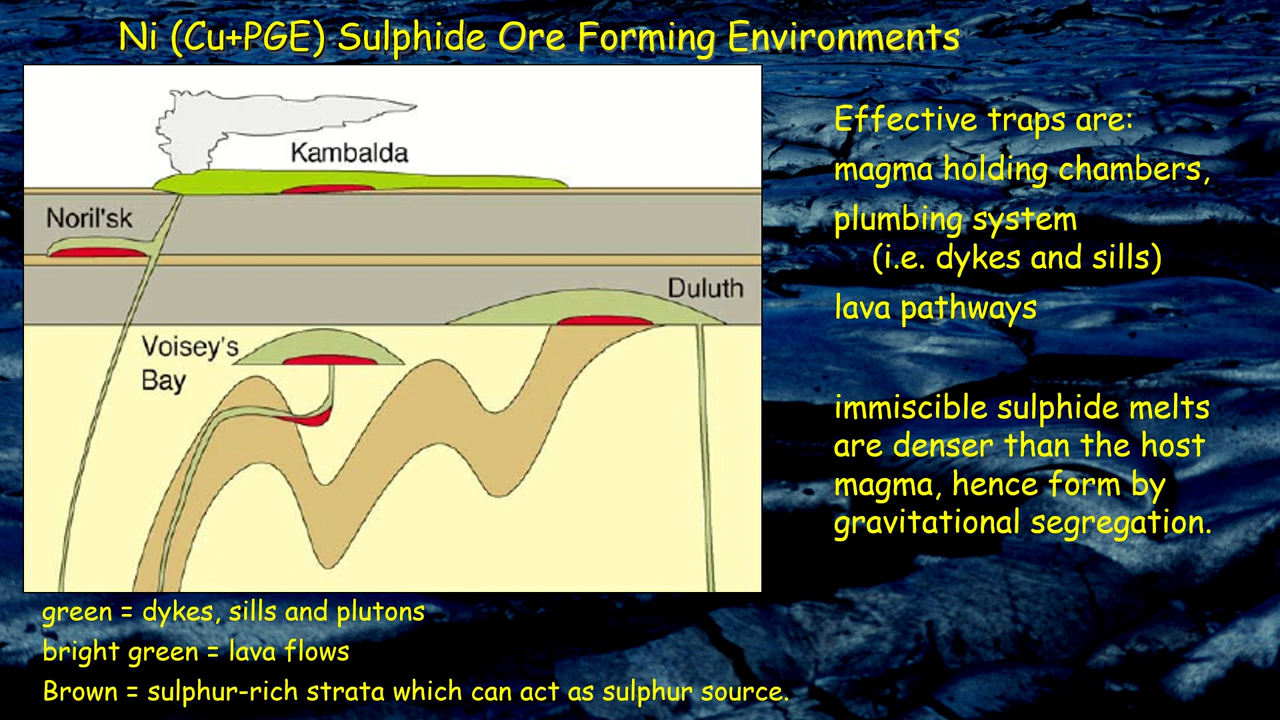 Ni (Cu+PGE) Sulphide Ore Forming Environments
Kambalda
Noril'sk
Duluth
Voisey's
Bay
Effective traps are:
magma holding chambers,
plumbing system
(i.e. dykes and sills)
lava pathways
immiscible sulphide melts
are denser than the host
magma, hence form by
gravitational segregation.
green = dykes, sills and plutons
bright green = lava flows
Brown = sulphur-rich strata which can act as sulphur source.